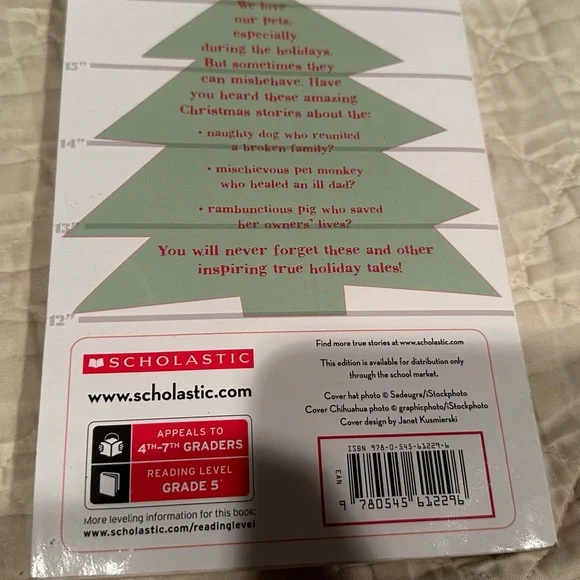 We love
our pets,
especially
during the holidays.
But sometimes they
can misbehave. Have
you heard these amazing
Christmas stories about the:
• naughty dog who reunited
a broken family?
• mischievous pet monkey
who healed an ill dad?
• rambunctious pig who saved
her owners' lives?
You will never forget these and other
inspiring true holiday tales!
15"
14"
13"
12"
SCHOLASTIC
www.scholastic.com
APPEALS TO
4TH–7TH GRADERS
READING LEVEL
GRADE 5
More leveling information for this book:
www.scholastic.com/readinglevel
Find more true stories at www.scholastic.com.
This edition is available for distribution only
through the school market.
Cover hat photo © Sadeugra/iStockphoto
Cover Chihuahua photo © graphicphoto/iStockphoto
Cover design by Janet Kusmierski
ISBN 978-0-545-61229-6
EAN
9 780545 612296